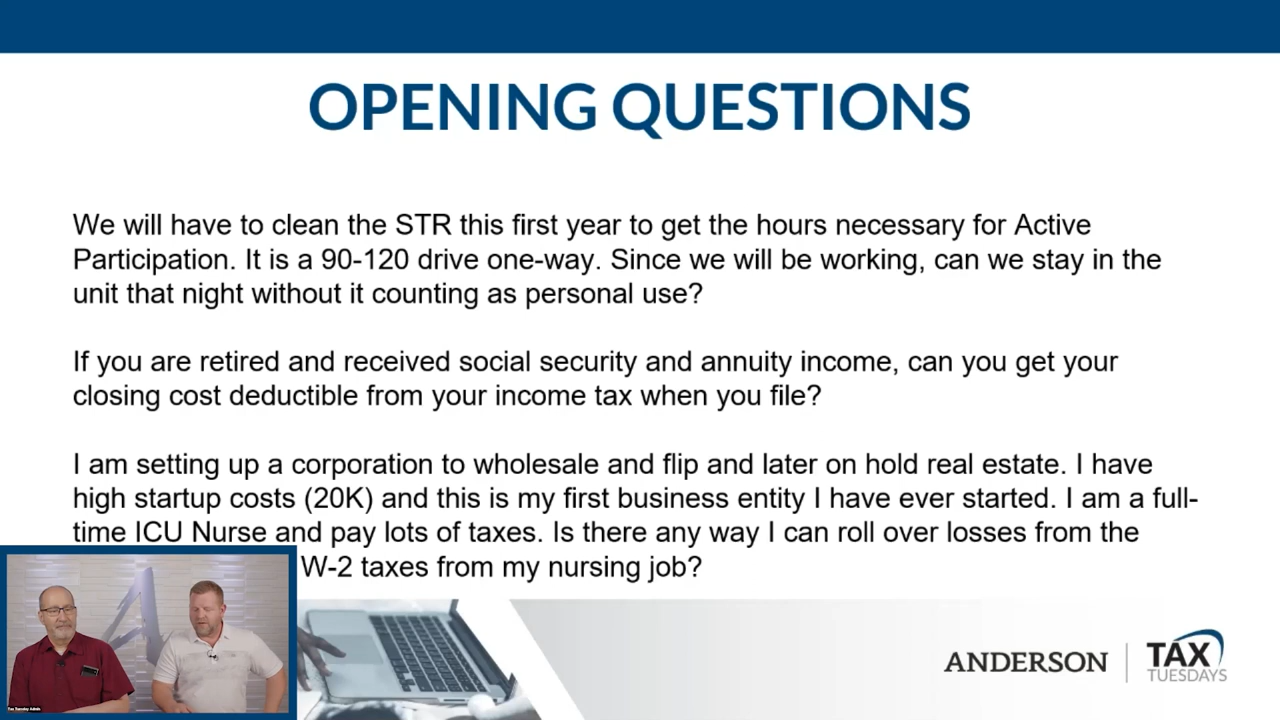 OPENING QUESTIONS
We will have to clean the STR this first year to get the hours necessary for Active
Participation. It is a 90-120 drive one-way. Since we will be working, can we stay in the
unit that night without it counting as personal use?
If you are retired and received social security and annuity income, can you get your
closing cost deductible from your income tax when you file?
I am setting up a corporation to wholesale and flip and later on hold real estate. I have
high startup costs (20K) and this is my first business entity I have ever started. I am a full-
time ICU Nurse and pay lots of taxes. Is there any way I can roll over losses from the
W-2 taxes from my nursing job?
Tax Tuesday Admin
ANDERSON
TAX
TUESDAYS